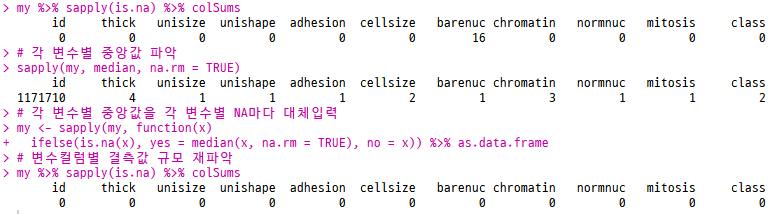 > my %>% sapply(is.na) %>% colSums
id thick unisize unishape adhesion cellsize barenuc chromatin normnuc mitosis class
0 0 0 0 0 0 16 0 0 0 0
> # 각 변수별 중앙값 파악
> sapply(my, median, na.rm = TRUE)
id thick unisize unishape adhesion cellsize barenuc chromatin normnuc mitosis class
1171710 4 1 1 1 2 1 3 1 1 2
> # 각 변수별 중앙값을 각 변수별 NA마다 대체입력
> my <- sapply(my, function(x)
+ ifelse(is.na(x), yes = median(x, na.rm = TRUE), no = x)) %>% as.data.frame
> # 변수컬럼별 결측값 규모 재파악
> my %>% sapply(is.na) %>% colSums
id thick unisize unishape adhesion cellsize barenuc chromatin normnuc mitosis class
0 0 0 0 0 0 0 0 0 0 0